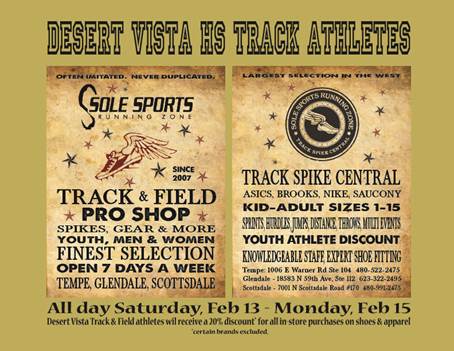 DESERT VISTA HS TRACK ATHLETES
OFTEN IMITATED. NEVER DUPLICATED.
SOLE SPORTS
RUNNING ZONE
SINCE
2007
TRACK & FIELD
PRO SHOP
SPIKES, GEAR & MORE
YOUTH, MEN & WOMEN
FINEST SELECTION
OPEN 7 DAYS A WEEK
TEMPE, GLENDALE, SCOTTSDALE
LARGEST SELECTION IN THE WEST
SOLE SPORTS RUNNING ZONE
TRACK SPIKE CENTRAL
TRACK SPIKE CENTRAL
ASICS, BROOKS, NIKE, SAUCONY
KID-ADULT SIZES 1-15
SPRINTS, HURDLES, JUMPS, DISTANCE, THROWS, MULTI EVENTS
YOUTH ATHLETE DISCOUNT
KNOWLEDGEABLE STAFF, EXPERT SHOE FITTING
Tempe: 1006 E Warner Rd Ste 104 480-522-2475
Glendale - 18583 N 59th Ave, Ste 112 623-322-2495
Scottsdale - 7001 N Scottsdale Road #170 480-991-2475
All day Saturday, Feb 13 - Monday, Feb 15
Desert Vista Track & Field athletes wil receive a 20% discount* for all in-store purchases on shoes & apparel
*certain brands excluded.